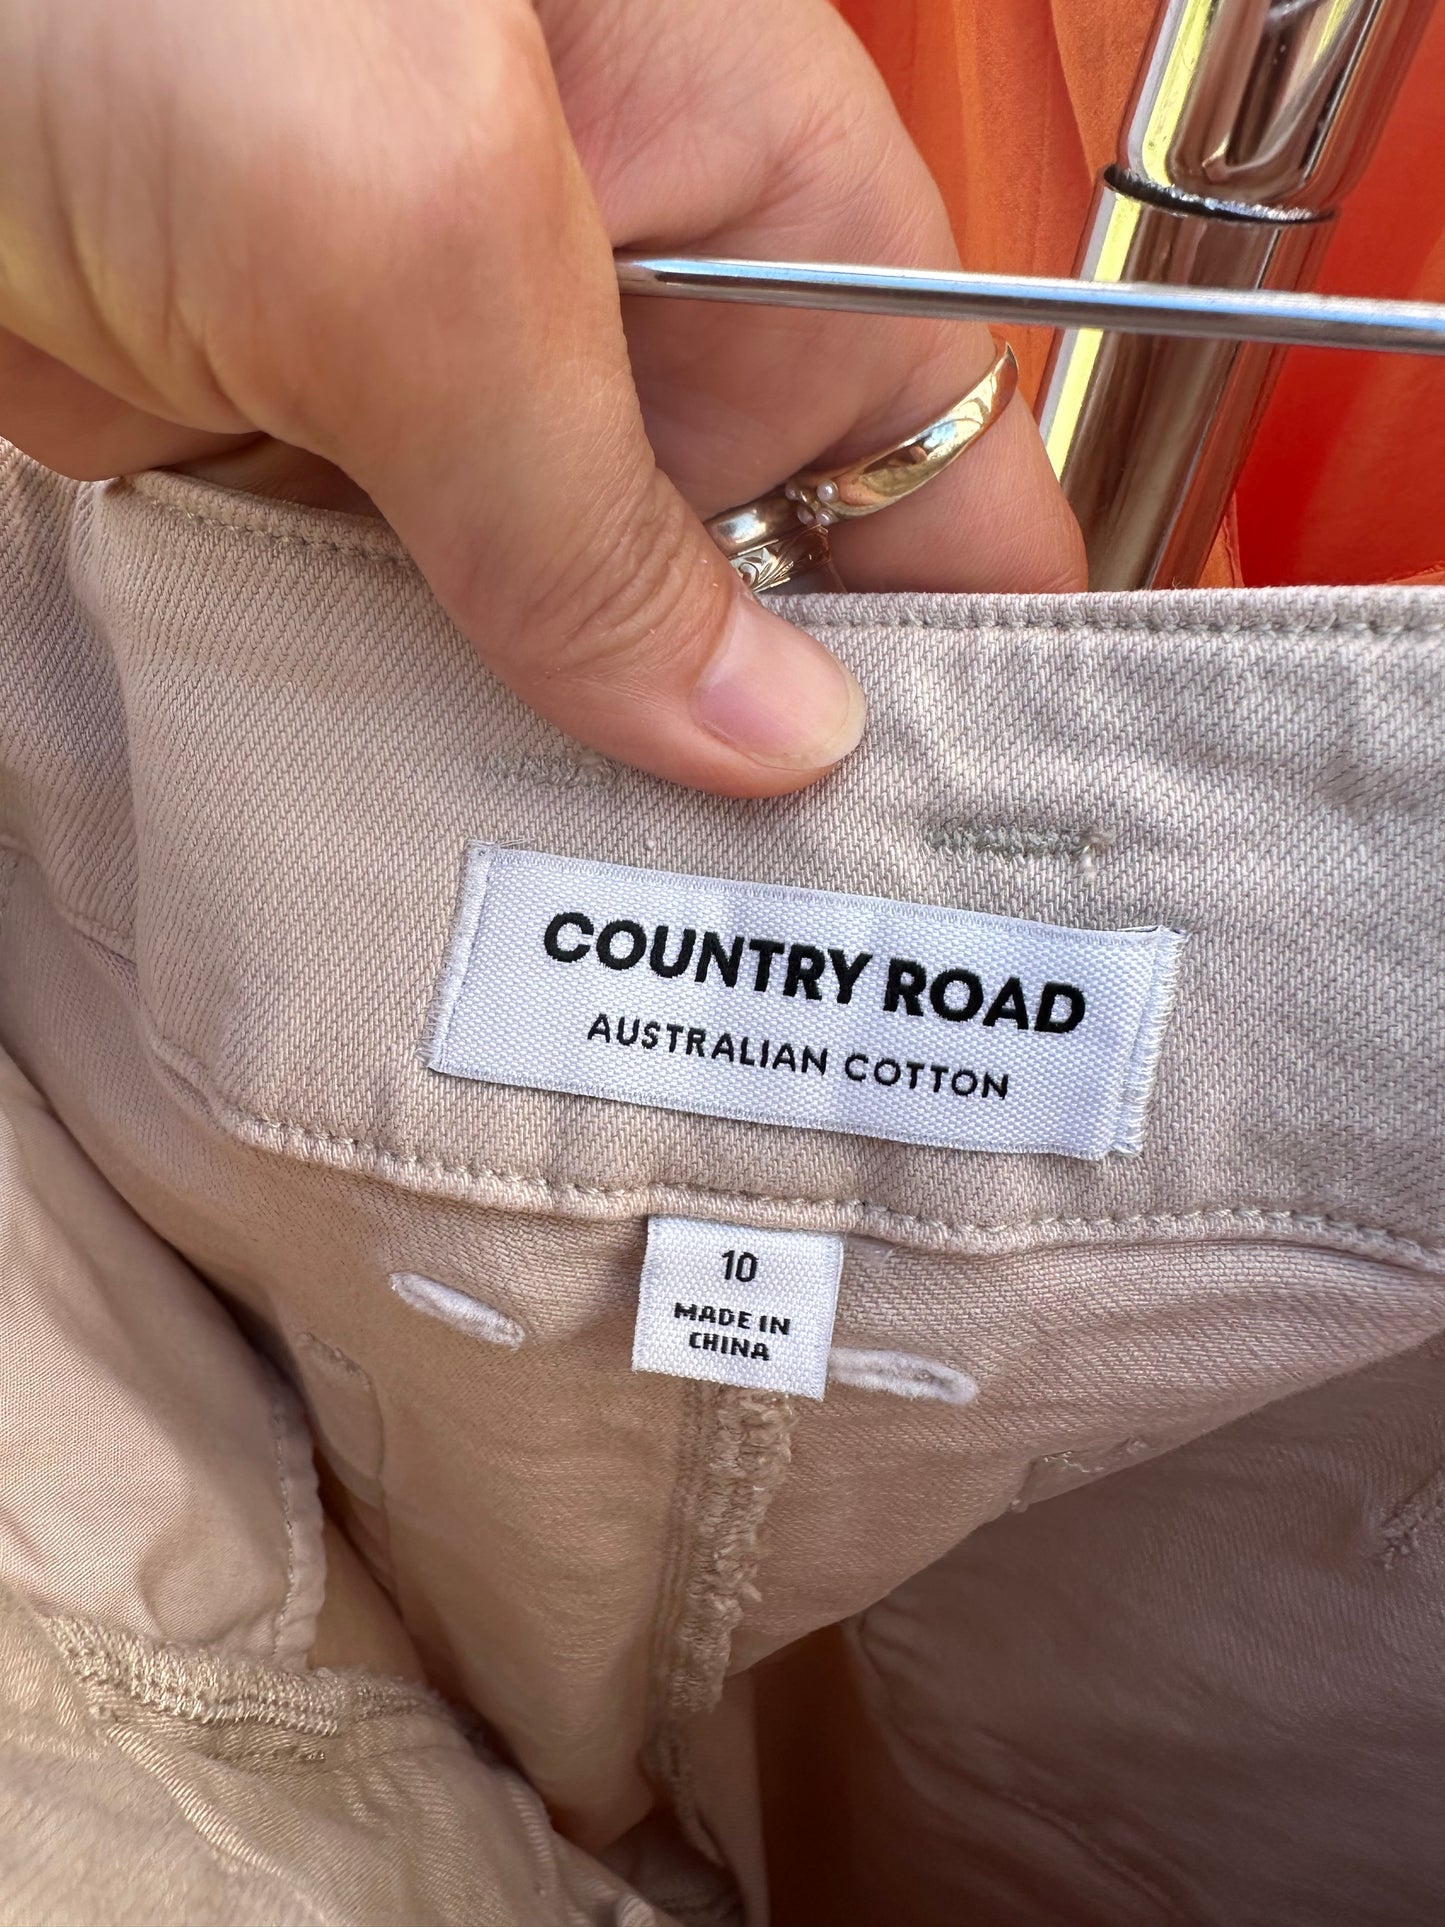 COUNTRY ROAD
AUSTRALIAN COTTON
10
MADE IN
CHINA